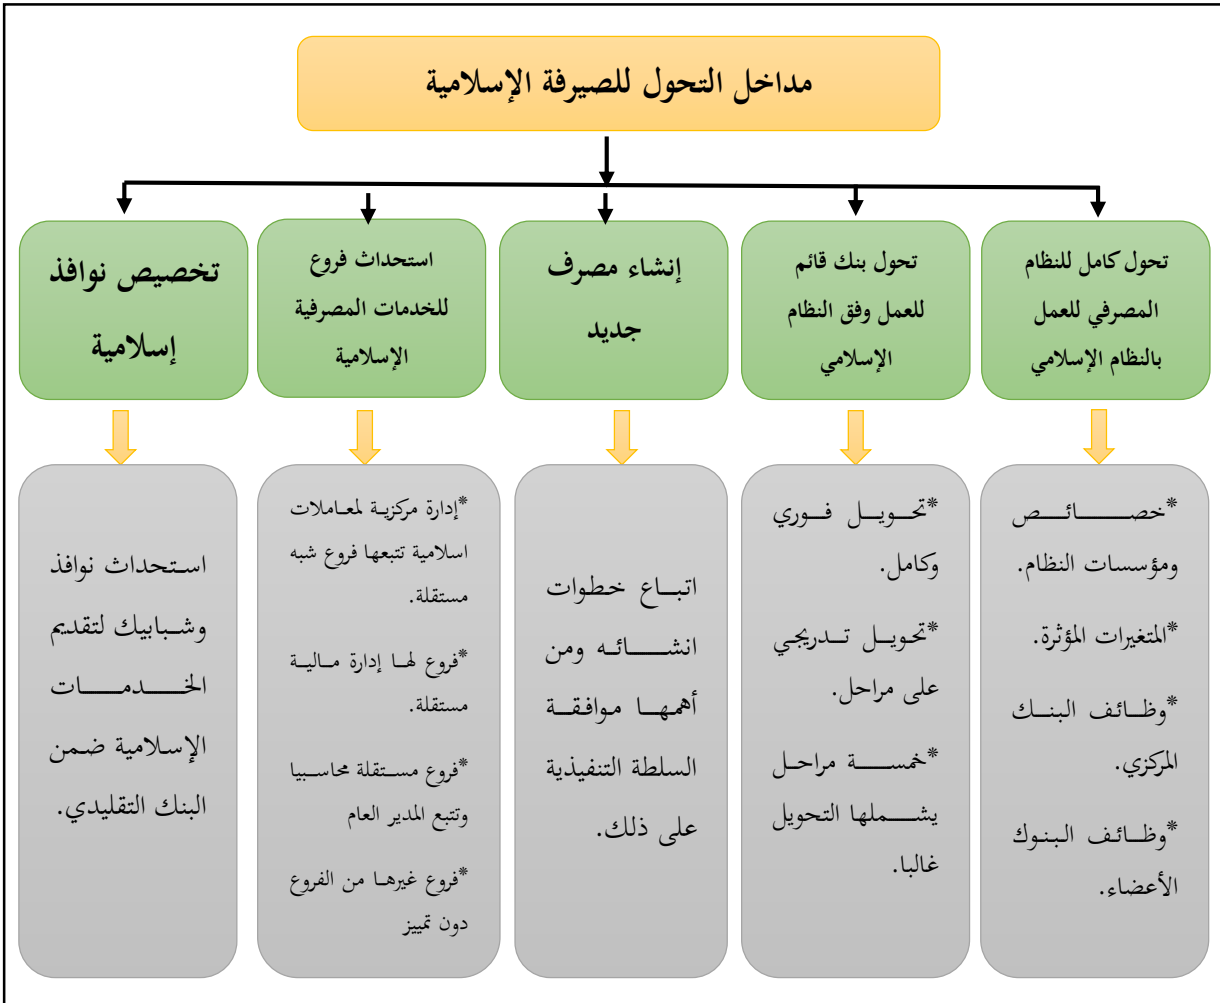 مداخل التحول للصيرفة الإسلامية
تحول كامل للنظام
المصرفي للعمل
بالنظام الإسلامي
تحول بنك قائم
للعمل وفق النظام
الإسلامي
إنشاء مصرف
جديد
استحداث فروع
للخدمات المصرفية
الإسلامية
تخصيص نوافذ
إسلامية
*خصائص
ومؤسسات النظام.
*المتغيرات المؤثرة.
*وظائف البنك
المركزي.
*وظائف البنوك
الأعضاء.
*تحويل فوري
وكامل.
*تحويل تدريجي
على مراحل.
*خمسة مراحل
يشملها التحويل
غالبا.
اتباع خطوات
انشائه ومن
أهمها موافقة
السلطة التنفيذية
على ذلك.
*إدارة مركزية لمعاملات
اسلامية تتبعها فروع شبه
مستقلة.
*فروع لها إدارة مالية
مستقلة.
*فروع مستقلة محاسبيا
وتتبع المدير العام
*فروع غيرها من الفروع
دون تمييز
استحداث نوافذ
وشبابيك لتقديم
الخدمات
الإسلامية ضمن
البنك التقليدي.